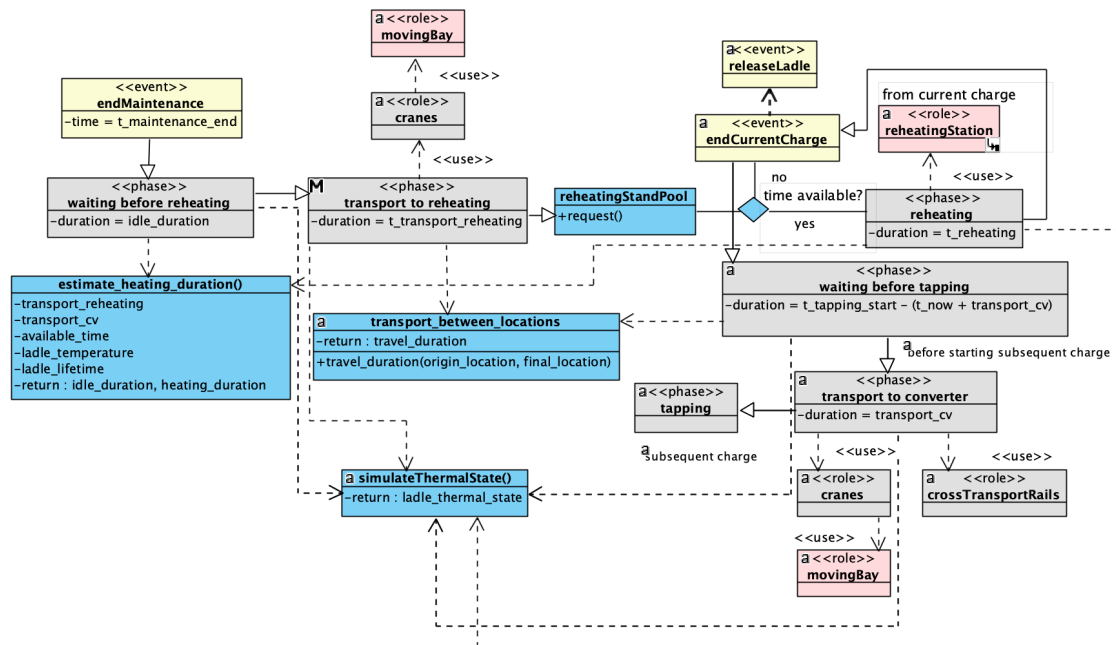 a <<role>>
movingBay
<<use>>
a <<role>>
cranes
<<use>>
<<event>>
endMaintenance
-time = t_maintenance_end
a <<event>>
releaseLadle
a <<event>>
endCurrentCharge
from current charge
a <<role>>
reheatingStation
<<use>>
<<phase>>
waiting before reheating
-duration = idle_duration
M
<<phase>>
transport to reheating
-duration = t_transport_reheating
reheatingStandPool
+request()
no
time available?
yes
<<phase>>
reheating
-duration = t_reheating
estimate_heating_duration()
-transport_reheating
-transport_cv
-available_time
-ladle_temperature
-ladle_lifetime
-return : idle_duration, heating_duration
a transport_between_locations
-return : travel_duration
+travel_duration(origin_location, final_location)
a <<phase>>
waiting before tapping
-duration = t_tapping_start - (t_now + transport_cv)
a before starting subsequent charge
a <<phase>>
transport to converter
-duration = transport_cv
a <<phase>>
tapping
a subsequent charge
<<use>>
<<use>>
a simulateThermalState()
-return : ladle_thermal_state
a <<role>>
cranes
a <<role>>
crossTransportRails
<<use>>
a <<role>>
movingBay